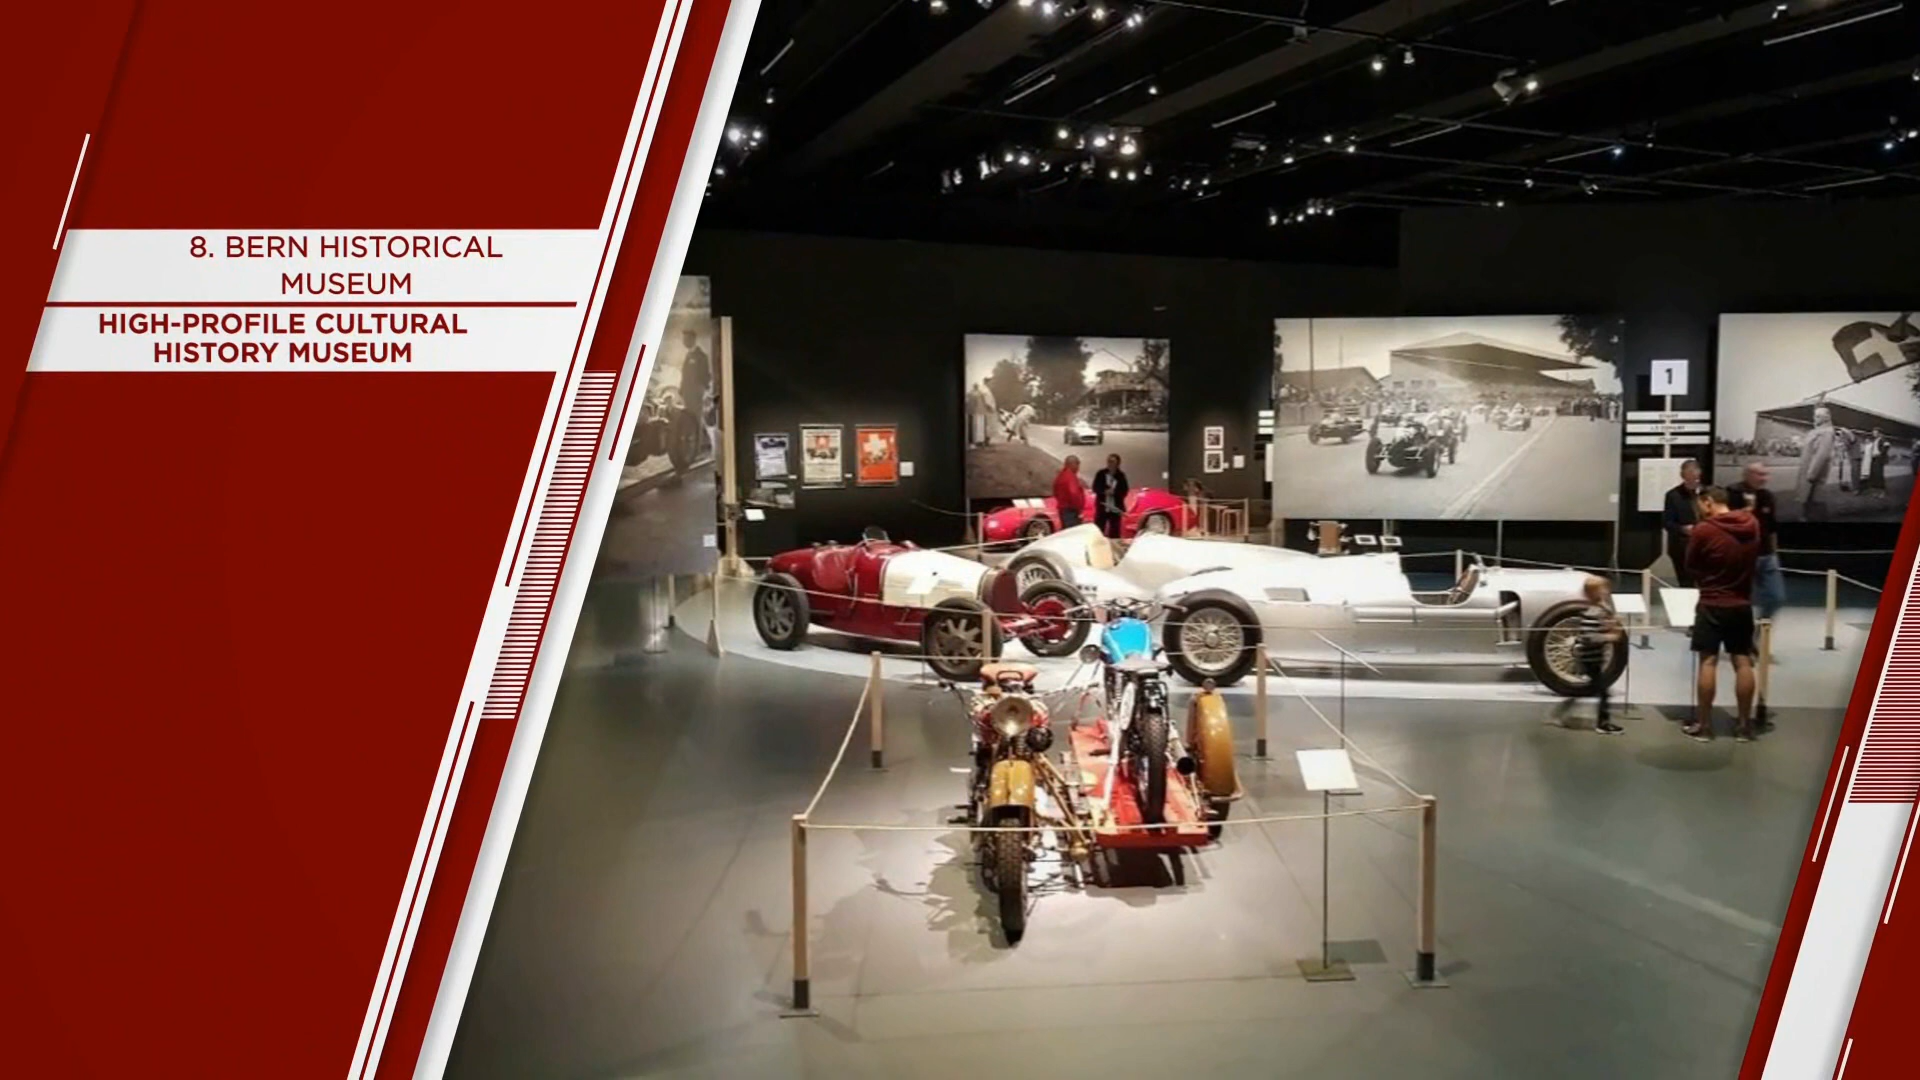 8. BERN HISTORICAL
MUSEUM
HIGH-PROFILE CULTURAL
HISTORY MUSEUM
1